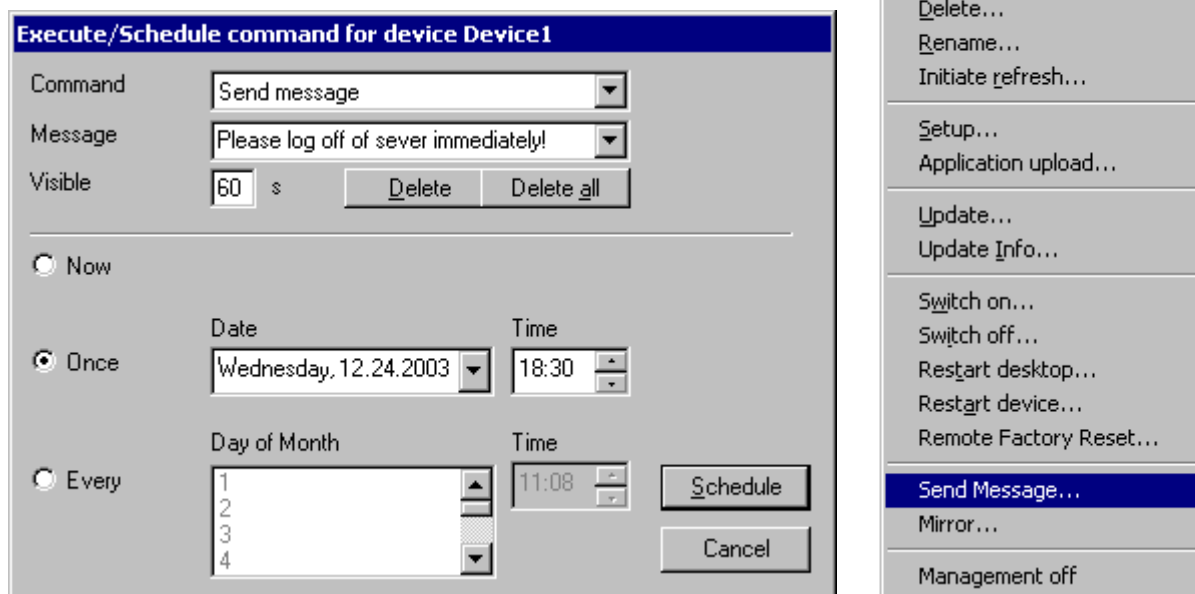 Execute/Schedule command for device Device1
Command Send message
Message Please log off of sever immediately!
Visible 60 s Delete Delete all
Now
Date Time
Once Wednesday, 12.24.2003 18:30
Day of Month Time
Every 1 11:08 Schedule
2
3
4 Cancel
Delete...
Rename...
Initiate refresh...
Setup...
Application upload...
Update...
Update Info...
Switch on...
Switch off...
Restart desktop...
Restart device...
Remote Factory Reset...
Send Message...
Mirror...
Management off